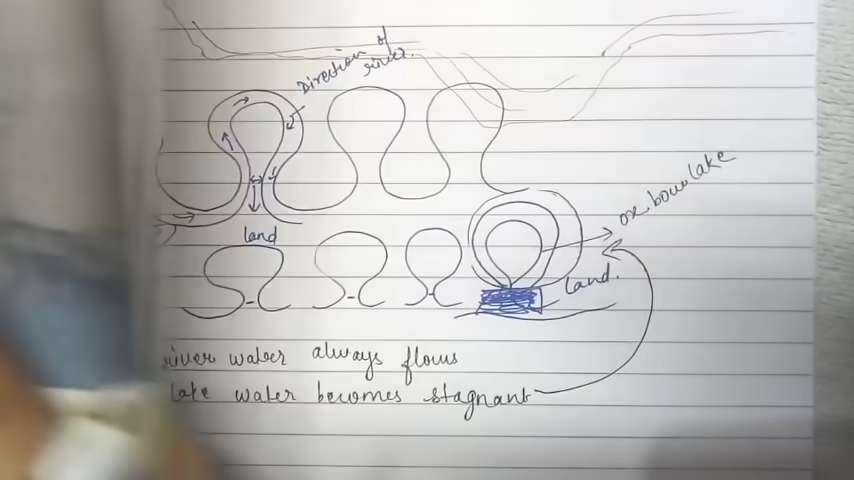 Direction of
river.
ox bow lake
land
land.
river water always flows
lake water becomes stagnant